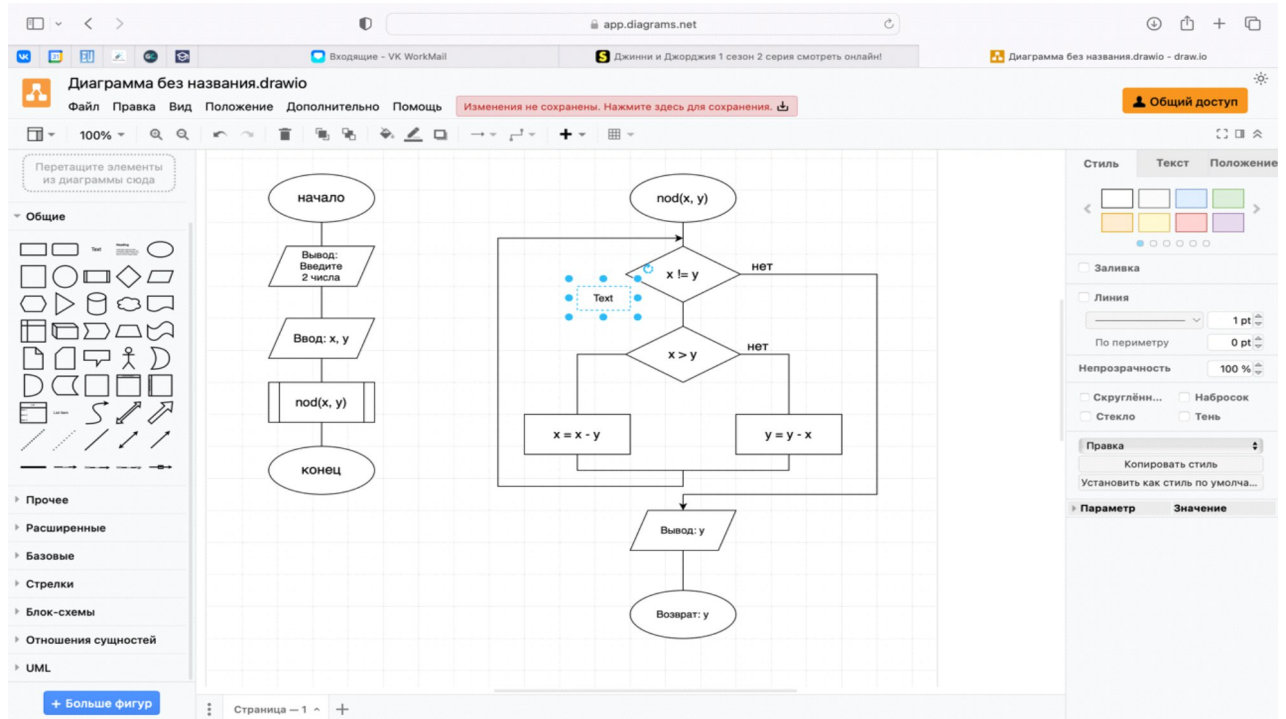 app.diagrams.net
Входящие – VK WorkMail
Джинни и Джорджия 1 сезон 2 серия смотреть онлайн!
Диаграмма без названия.drawio - draw.io
Диаграмма без названия.drawio
Файл Правка Вид Положение Дополнительно Помощь
Изменения не сохранены. Нажмите здесь для сохранения.
Общий доступ
100%
Перетащите элементы
из диаграммы сюда
Общие
Text
Heading
List Item
Прочее
Расширенные
Базовые
Стрелки
Блок-схемы
Отношения сущностей
UML
+ Больше фигур
начало
Вывод:
Введите
2 числа
Ввод: x, y
nod(x, y)
конец
nod(x, y)
x != y
нет
Text
x > y
нет
x = x - y
y = y - x
Вывод: y
Возврат: y
Страница — 1
Стиль Текст Положение
Заливка
Линия
1 pt
По периметру
0 pt
Непрозрачность
100 %
Скруглённ... Набросок
Стекло Тень
Правка
Копировать стиль
Установить как стиль по умолча...
Параметр Значение